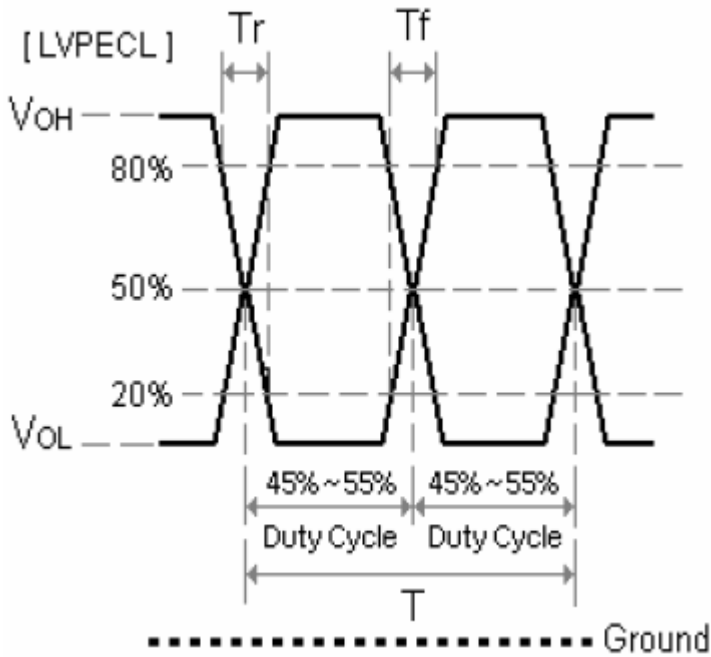 [ LVPECL ]
Tr
Tf
VOH
80%
50%
20%
VOL
45%~55%
45%~55%
Duty Cycle
Duty Cycle
T
Ground